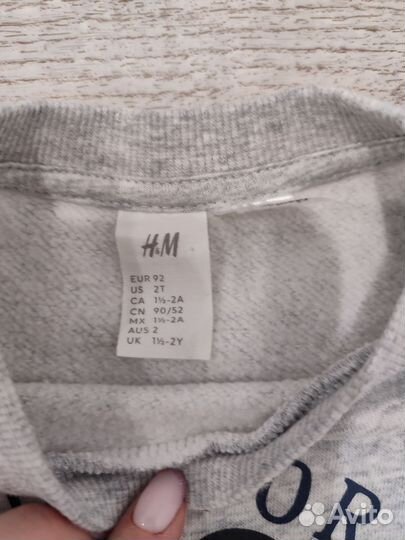 H&M
EUR 92
US 2T
CA 1½-2A
CN 90/52
MX 1½-2A
AUS 2
UK 1½-2Y
OR
Avito